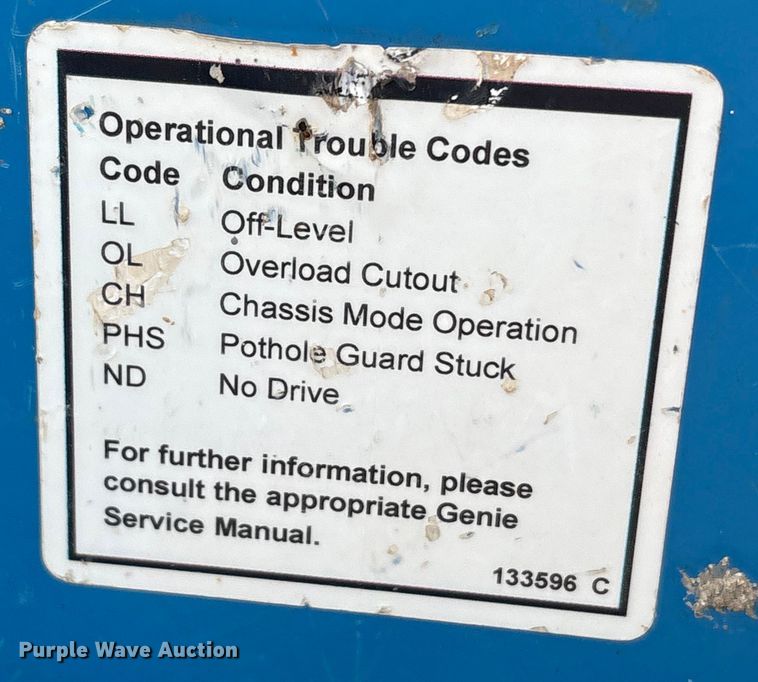 Operational Trouble Codes
Code Condition
LL Off-Level
OL Overload Cutout
CH Chassis Mode Operation
PHS Pothole Guard Stuck
ND No Drive
For further information, please
consult the appropriate Genie
Service Manual.
133596 C
Purple Wave Auction